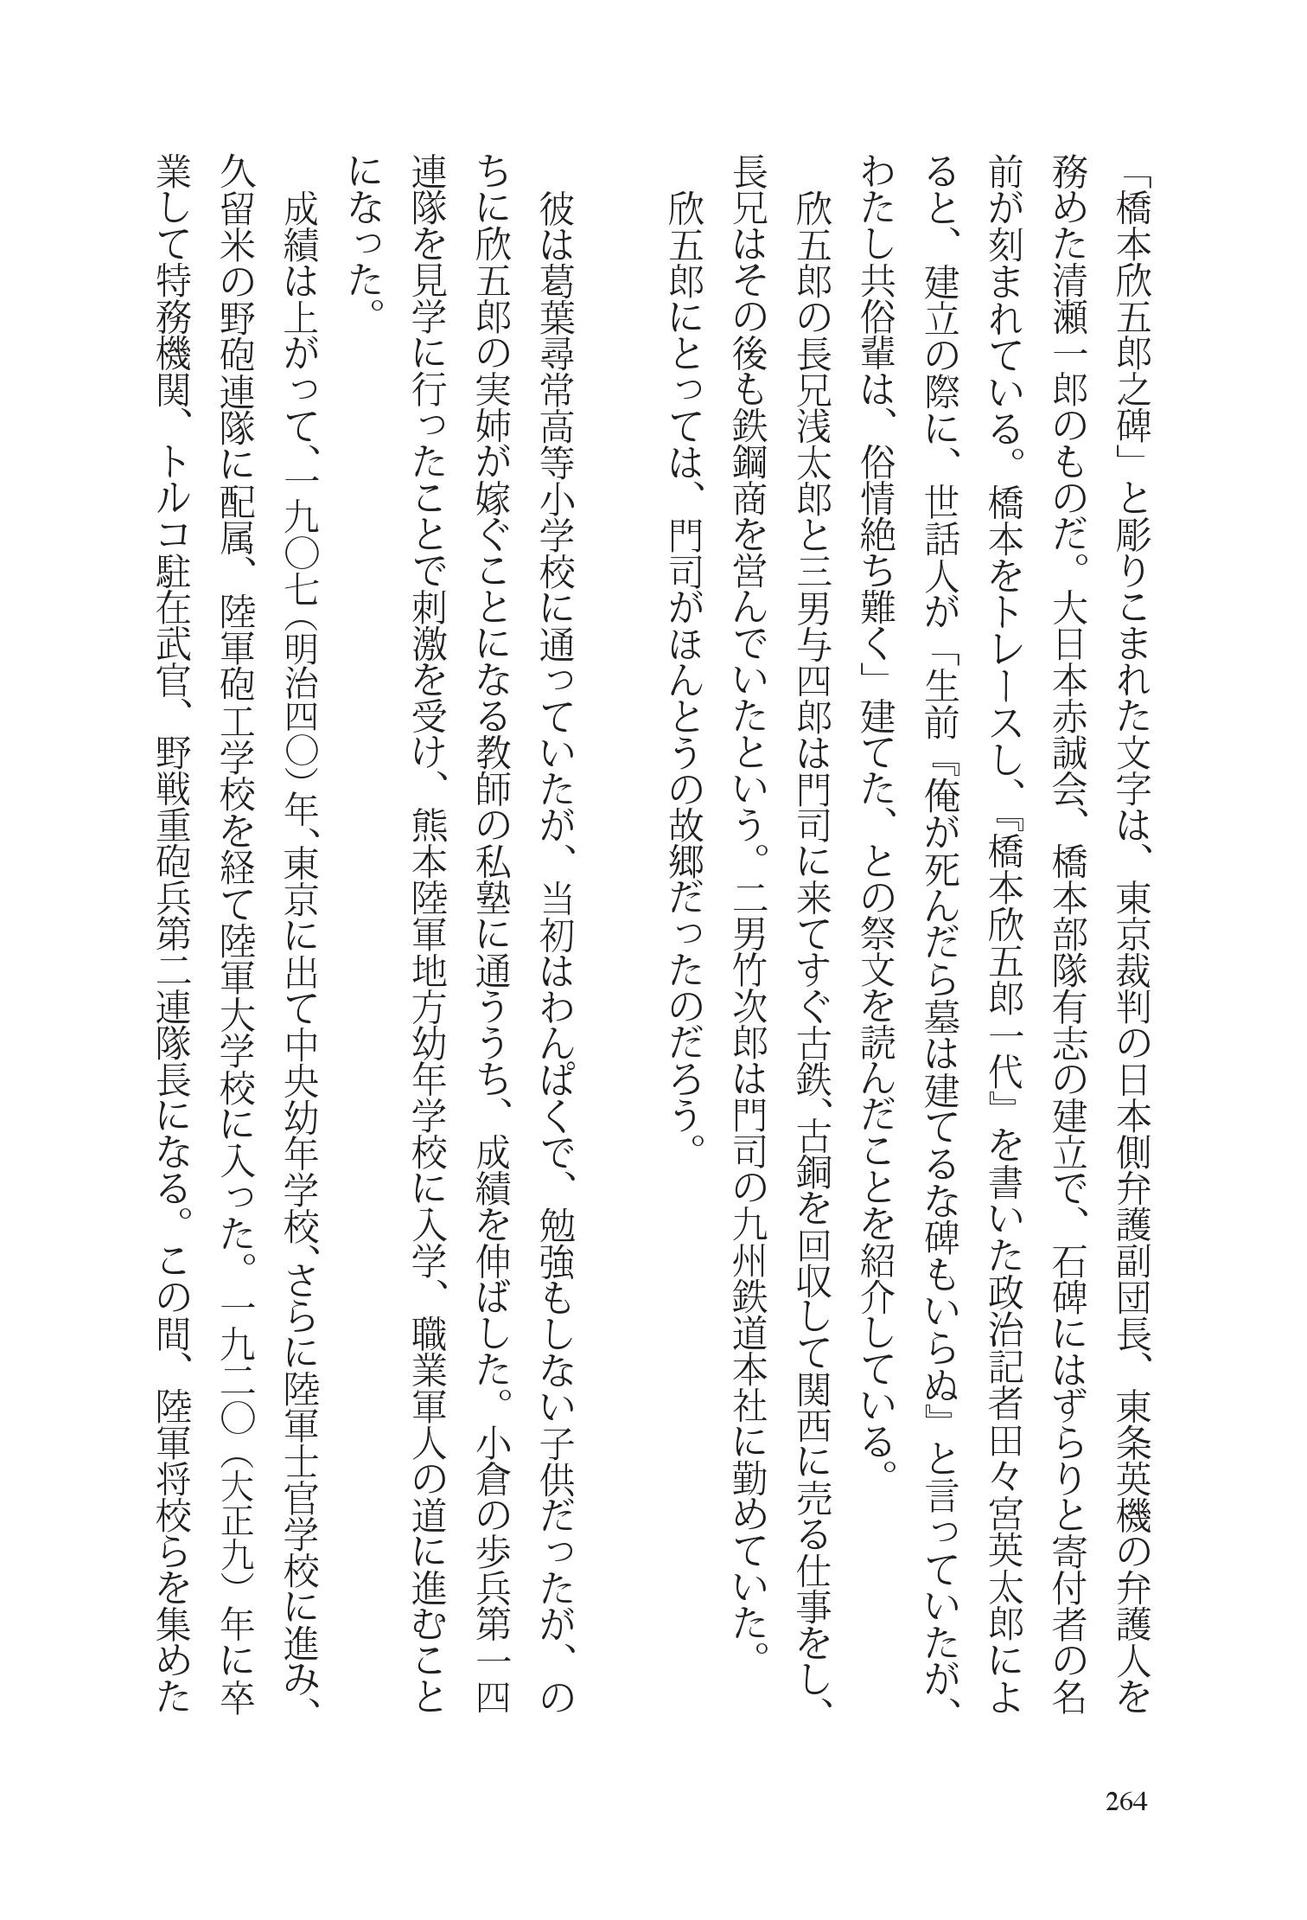 「橋本欣五郎之碑」と彫りこまれた文字は、東京裁判の日本側弁護副団長、東条英機の弁護人を
務めた清瀬一郎のものだ。大日本赤誠会、橋本部隊有志の建立で、石碑にはずらりと寄付者の名
前が刻まれている。橋本をトレースし、『橋本欣五郎一代』を書いた政治記者田々宮英太郎によ
ると、建立の際に、世話人が「生前『俺が死んだら墓は建てるな碑もいらぬ』と言っていたが、
わたし共俗輩は、俗情絶ち難く」建てた、との祭文を読んだことを紹介している。
欣五郎の長兄浅太郎と三男与四郎は門司に来てすぐ古鉄、古銅を回収して関西に売る仕事をし、
長兄はその後も鉄鋼商を営んでいたという。二男竹次郎は門司の九州鉄道本社に勤めていた。
欣五郎にとっては、門司がほんとうの故郷だったのだろう。
彼は葛葉尋常高等小学校に通っていたが、当初はわんぱくで、勉強もしない子供だったが、の
ちに欣五郎の実姉が嫁ぐことになる教師の私塾に通ううち、成績を伸ばした。小倉の歩兵第一四
連隊を見学に行ったことで刺激を受け、熊本陸軍地方幼年学校に入学、職業軍人の道に進むこと
になった。
成績は上がって、一九〇七（明治四〇）年、東京に出て中央幼年学校、さらに陸軍士官学校に進み、
久留米の野砲連隊に配属、陸軍砲工学校を経て陸軍大学校に入った。一九二〇（大正九）年に卒
業して特務機関、トルコ駐在武官、野戦重砲兵第二連隊長になる。この間、陸軍将校らを集めた
264